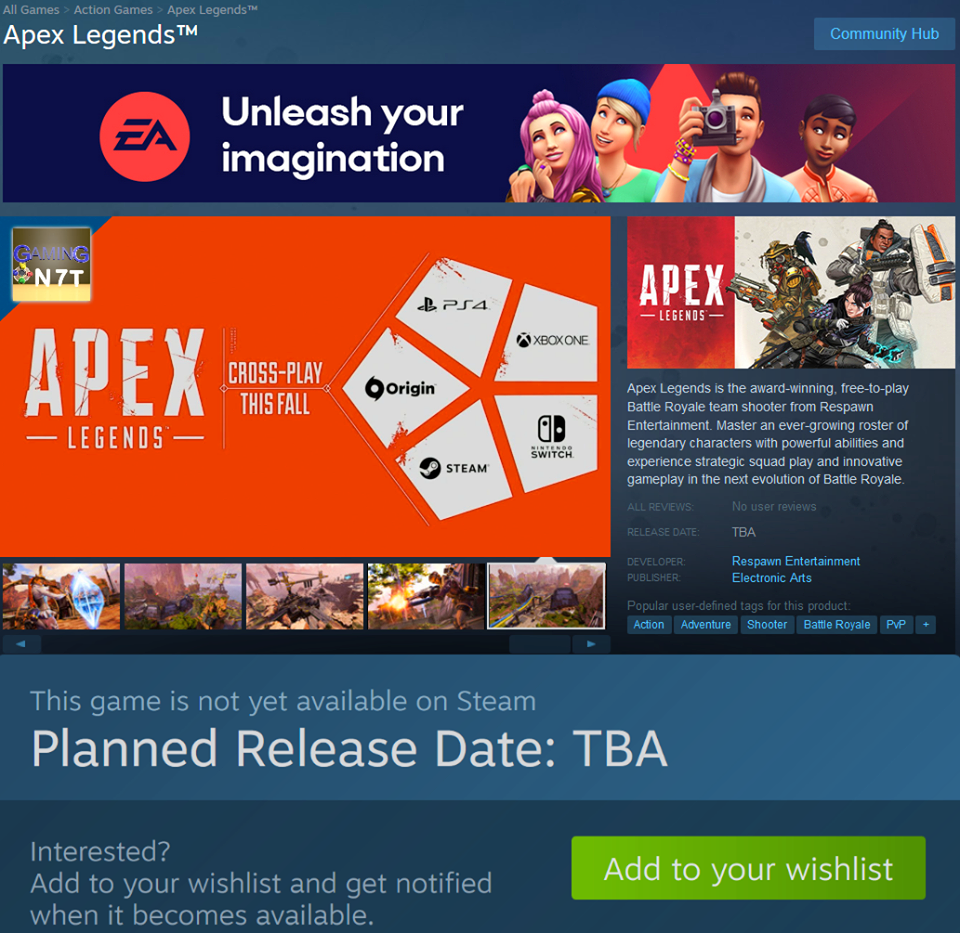 All Games > Action Games > Apex Legends™
Apex Legends™
Community Hub
EA
Unleash your
imagination
GAMING
N7T
APEX
LEGENDS™
CROSS-PLAY
THIS FALL
PS4
XBOX ONE
Origin
NINTENDO
SWITCH
STEAM®
APEX
LEGENDS™
Apex Legends is the award-winning, free-to-play
Battle Royale team shooter from Respawn
Entertainment. Master an ever-growing roster of
legendary characters with powerful abilities and
experience strategic squad play and innovative
gameplay in the next evolution of Battle Royale.
ALL REVIEWS: No user reviews
RELEASE DATE: TBA
DEVELOPER: Respawn Entertainment
PUBLISHER: Electronic Arts
Popular user-defined tags for this product:
Action Adventure Shooter Battle Royale PvP +
This game is not yet available on Steam
Planned Release Date: TBA
Interested?
Add to your wishlist and get notified
when it becomes available.
Add to your wishlist